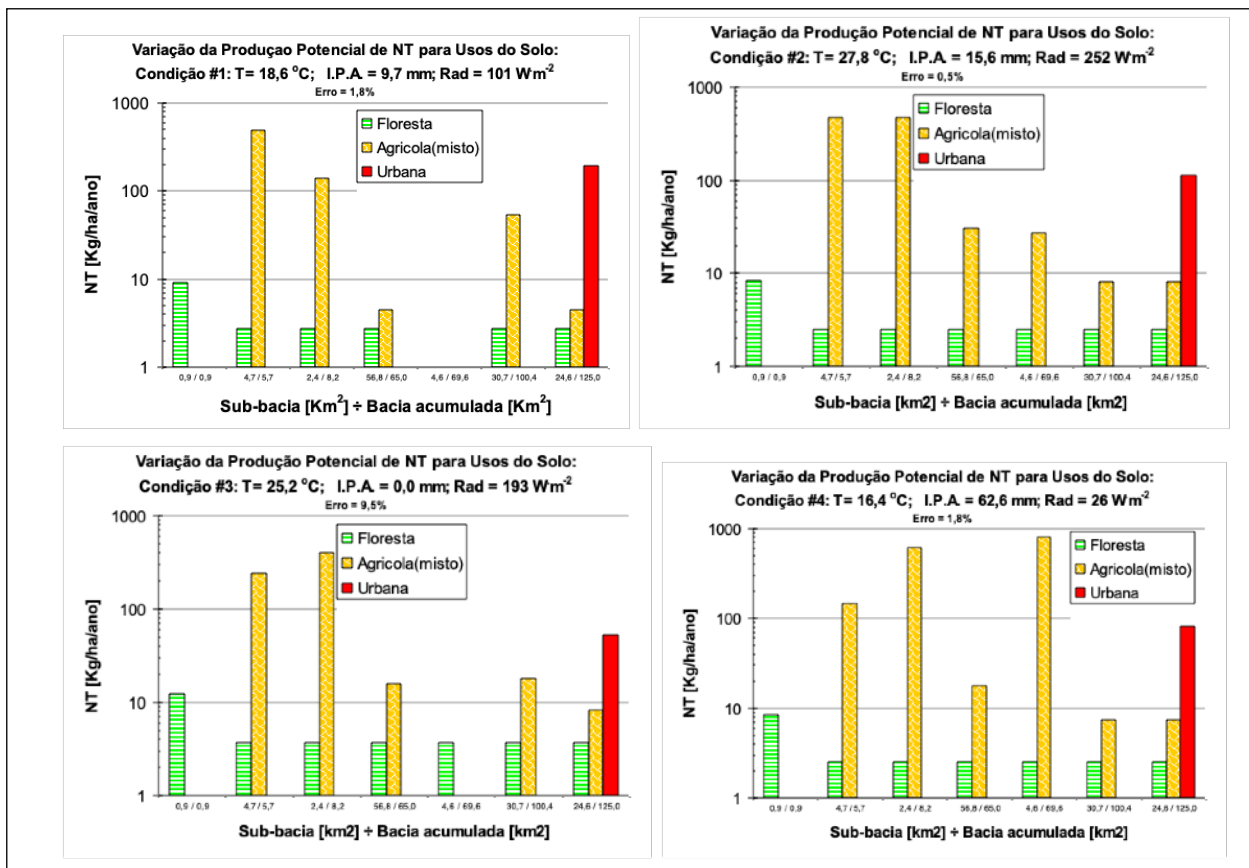 Variação da Produçao Potencial de NT para Usos do Solo:
Condição #1: T= 18,6 °C; I.P.A. = 9,7 mm; Rad = 101 Wm-2
Erro = 1,8%
1000
100
10
1
NT [Kg/ha/ano]
Floresta
Agricola(misto)
Urbana
0,9 / 0,9
4,7 / 5,7
2,4 / 8,2
56,8 / 65,0
4,6 / 69,6
30,7 / 100,4
24,6 / 125,0
Sub-bacia [Km2] ÷ Bacia acumulada [Km2]
Variação da Produção Potencial de NT para Usos do Solo:
Condição #2: T = 27,8 °C; I.P.A. = 15,6 mm; Rad = 252 Wm-2
Erro = 0,5%
1000
100
10
1
NT [Kg/ha/ano]
Floresta
Agricola(misto)
Urbana
0,9 / 0,9
4,7 / 5,7
2,4 / 8,2
56,8 / 65,0
4,6 / 69,6
30,7 / 100,4
24,6 / 125,0
Sub-bacia [km2] ÷ Bacia acumulada [km2]
Variação da Produção Potencial de NT para Usos do Solo:
Condição #3: T= 25,2 °C; I.P.A. = 0,0 mm; Rad = 193 Wm-2
Erro = 9,5%
1000
100
10
1
NT [Kg/ha/ano]
Floresta
Agricola(misto)
Urbana
0,9 / 0,9
4,7 / 5,7
2,4 / 8,2
56,8 / 65,0
4,6 / 69,6
30,7 / 100,4
24,6 / 125,0
Sub-bacia [km2] ÷ Bacia acumulada [km2]
Variação da Produção Potencial de NT para Usos do Solo:
Condição #4: T = 16,4 °C; I.P.A. = 62,6 mm; Rad = 26 Wm-2
Erro = 1,8%
1000
100
10
1
NT [Kg/ha/ano]
Floresta
Agricola(misto)
Urbana
0,9 / 0,9
4,7 / 5,7
2,4 / 8,2
56,8 / 65,0
4,6 / 69,6
30,7 / 100,4
24,6 / 125,0
Sub-bacia [km2] ÷ Bacia acumulada [km2]